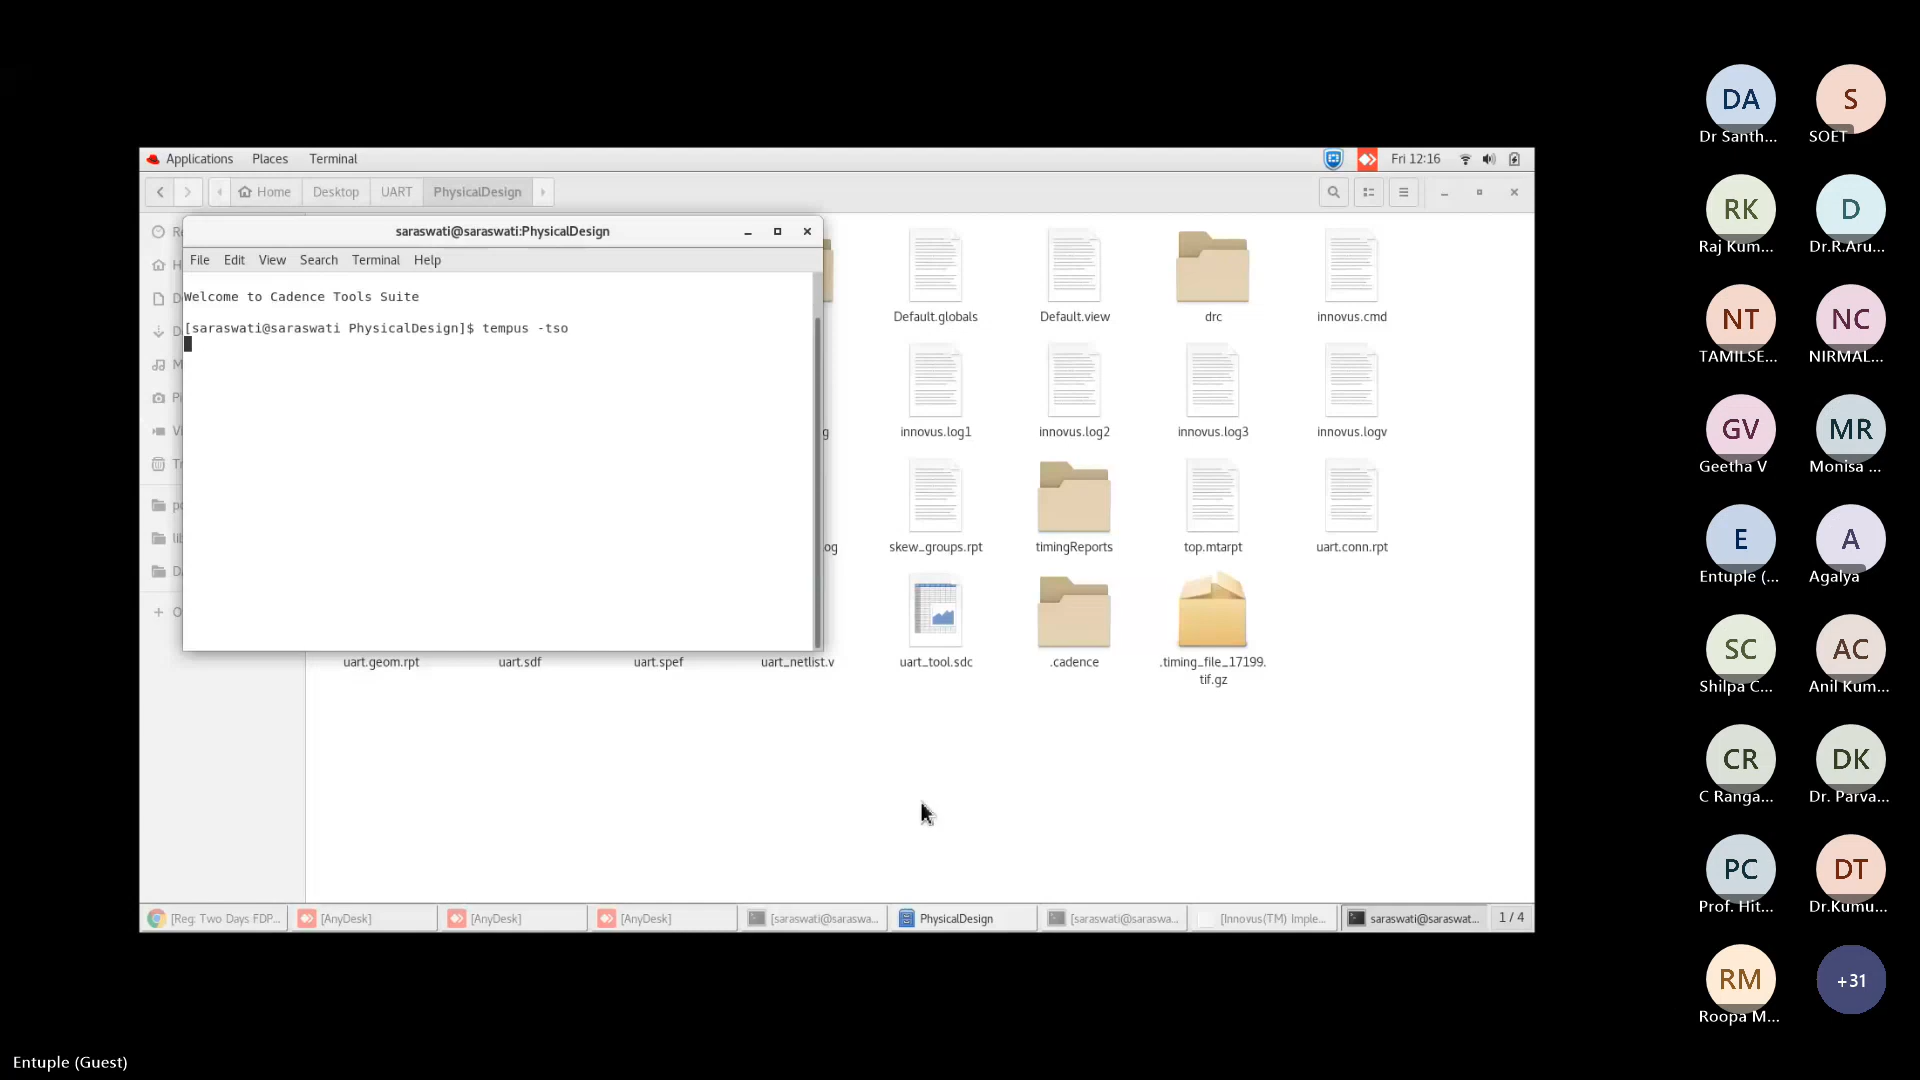 Applications Places Terminal Fri 12:16
Home Desktop UART PhysicalDesign
saraswati@saraswati:PhysicalDesign
File Edit View Search Terminal Help
Welcome to Cadence Tools Suite
[saraswati@saraswati PhysicalDesign]$ tempus -tso
Default.globals Default.view drc innovus.cmd
innovus.log1 innovus.log2 innovus.log3 innovus.logv
skew_groups.rpt timingReports top.mtarpt uart.conn.rpt
uart.geom.rpt uart.sdf uart.spef uart_netlist.v uart_tool.sdc .cadence .timing_file_17199.
tif.gz
[Reg: Two Days FDP... [AnyDesk] [AnyDesk] [AnyDesk] [saraswati@saraswa... PhysicalDesign [saraswati@saraswa... [Innovus(TM) Imple... saraswati@saraswat... 1 / 4
DA S
Dr Santh... SOET
RK D
Raj Kum... Dr.R.Aru...
NT NC
TAMILSE... NIRMAL...
GV MR
Geetha V Monisa ...
E A
Entuple (... Agalya
SC AC
Shilpa C... Anil Kum...
CR DK
C Ranga... Dr. Parva...
PC DT
Prof. Hit... Dr.Kumu...
RM +31
Roopa M...
Entuple (Guest)